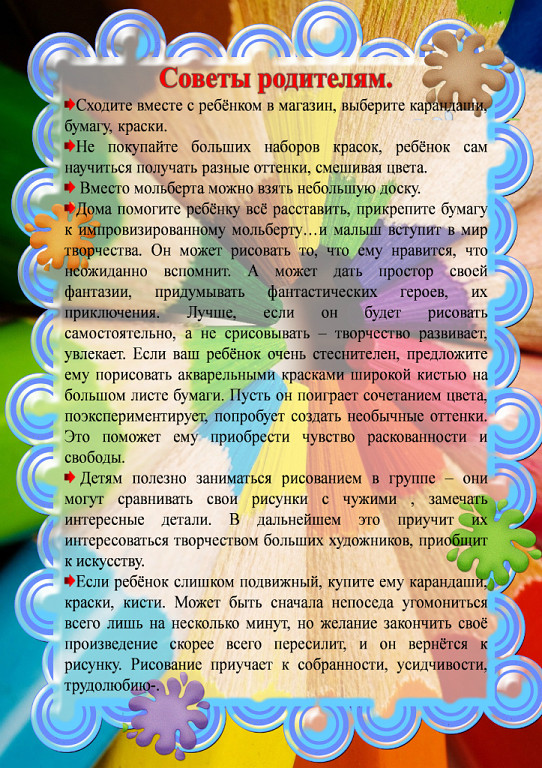 Советы родителям.
Сходите вместе с ребёнком в магазин, выберите карандаши,
бумагу, краски.
Не покупайте больших наборов красок, ребёнок сам
научиться получать разные оттенки, смешивая цвета.
Вместо мольберта можно взять небольшую доску.
Дома помогите ребёнку всё расставить, прикрепите бумагу
к импровизированному мольберту…и малыш вступит в мир
творчества. Он может рисовать то, что ему нравится, что
неожиданно вспомнит. А может дать простор своей
фантазии, придумывать фантастических героев, их
приключения. Лучше, если он будет рисовать
самостоятельно, а не срисовывать – творчество развивает,
увлекает. Если ваш ребёнок очень стеснителен, предложите
ему порисовать акварельными красками широкой кистью на
большом листе бумаги. Пусть он поиграет сочетанием цвета,
поэкспериментирует, попробует создать необычные оттенки.
Это поможет ему приобрести чувство раскованности и
свободы.
Детям полезно заниматься рисованием в группе – они
могут сравнивать свои рисунки с чужими , замечать
интересные детали. В дальнейшем это приучит их
интересоваться творчеством больших художников, приобщит
к искусству.
Если ребёнок слишком подвижный, купите ему карандаши,
краски, кисти. Может быть сначала непоседа угомониться
всего лишь на несколько минут, но желание закончить своё
произведение скорее всего пересилит, и он вернётся к
рисунку. Рисование приучает к собранности, усидчивости,
трудолюбию-.